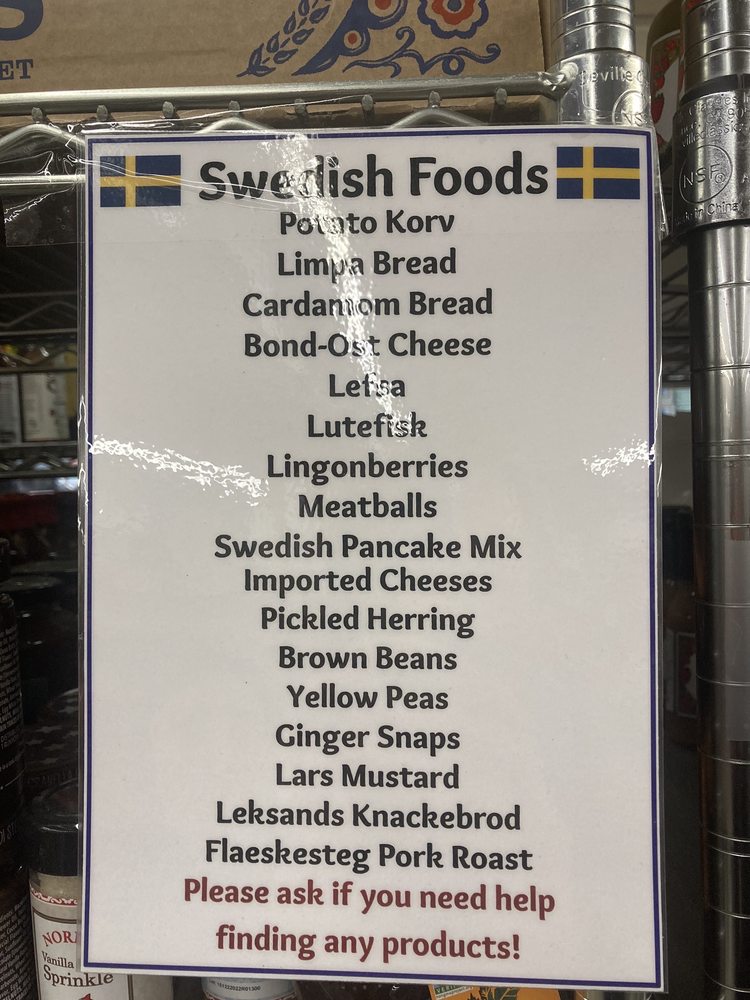 ET
Swedish Foods
Potato Korv
Limpa Bread
Cardamom Bread
Bond-Ost Cheese
Lefsa
Lutefisk
Lingonberries
Meatballs
Swedish Pancake Mix
Imported Cheeses
Pickled Herring
Brown Beans
Yellow Peas
Ginger Snaps
Lars Mustard
Leksands Knackebrod
Flaeskesteg Pork Roast
Please ask if you need help
finding any products!
NSF
NOR
Vanilla
Sprinkle